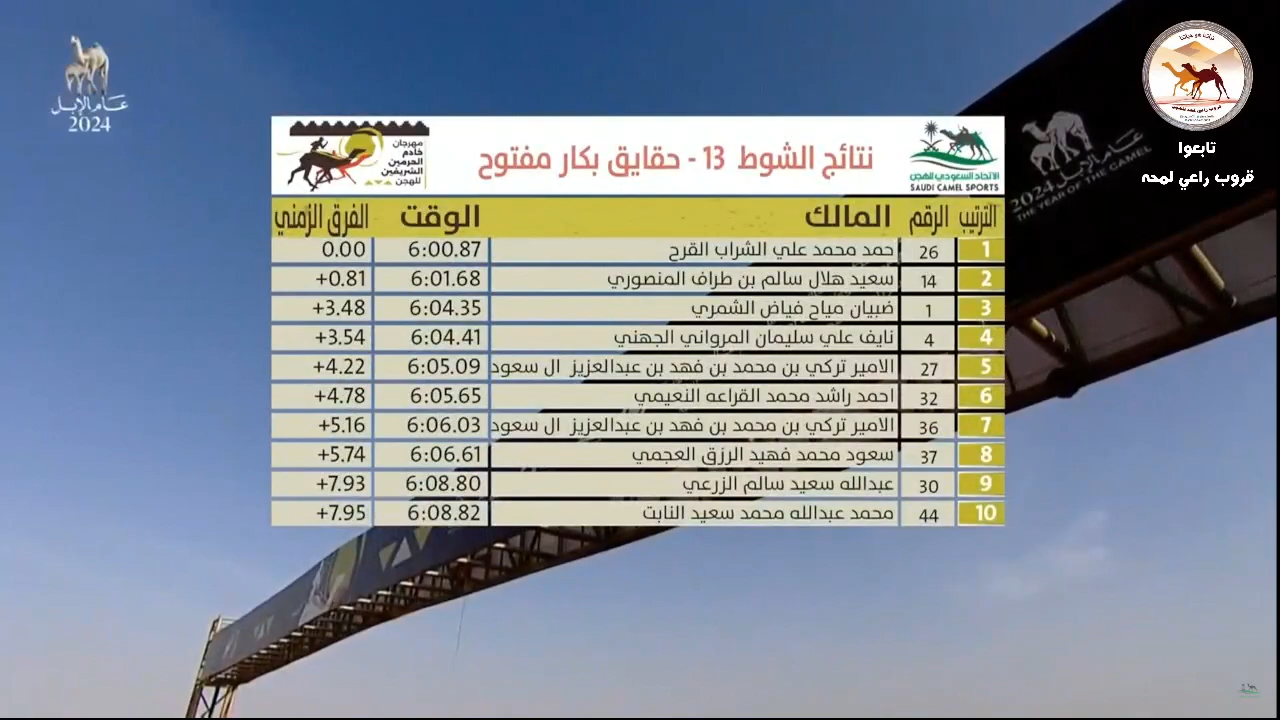 عام الإبل
2024
تابعوا
قروب راعي لمحه
مهرجان
خادم
الحرمين
الشريفين
للهجن
نتائج الشوط 13 - حقايق بكار مفتوح
الاتحاد السعودي للهجن
SAUDI CAMEL SPORTS
عام الإبل
2024 THE YEAR OF THE CAMEL
الترتيب الرقم المالك الوقت الفرق الزمني
1 26 حمد محمد علي الشراب القرح 6:00.87 0.00
2 14 سعيد هلال سالم بن طراف المنصوري 6:01.68 +0.81
3 1 ضبيان مياح فياض الشمري 6:04.35 +3.48
4 4 نايف علي سليمان المرواني الجهني 6:04.41 +3.54
5 27 الامير تركي بن محمد بن فهد بن عبدالعزيز ال سعود 6:05.09 +4.22
6 32 احمد راشد محمد القراعه النعيمي 6:05.65 +4.78
7 36 الامير تركي بن محمد بن فهد بن عبدالعزيز ال سعود 6:06.03 +5.16
8 37 سعود محمد فهيد الرزق العجمي 6:06.61 +5.74
9 30 عبدالله سعيد سالم الزرعي 6:08.80 +7.93
10 44 محمد عبدالله محمد سعيد النابت 6:08.82 +7.95